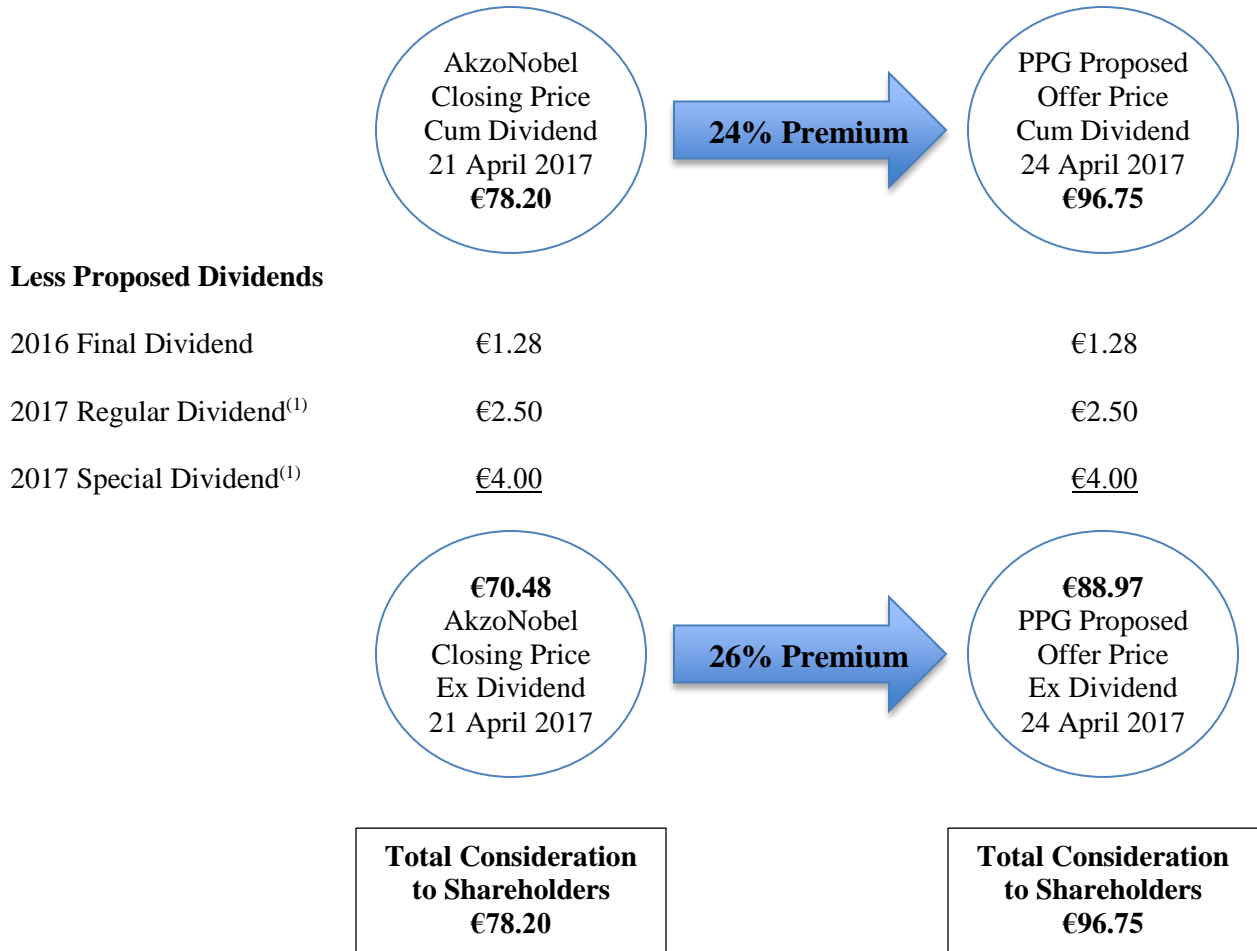 AkzoNobel
Closing Price
Cum Dividend
21 April 2017
€78.20
24% Premium
PPG Proposed
Offer Price
Cum Dividend
24 April 2017
€96.75
Less Proposed Dividends
2016 Final Dividend €1.28 €1.28
2017 Regular Dividend(1) €2.50 €2.50
2017 Special Dividend(1) €4.00 €4.00
€70.48
AkzoNobel
Closing Price
Ex Dividend
21 April 2017
26% Premium
€88.97
PPG Proposed
Offer Price
Ex Dividend
24 April 2017
Total Consideration
to Shareholders
€78.20
Total Consideration
to Shareholders
€96.75